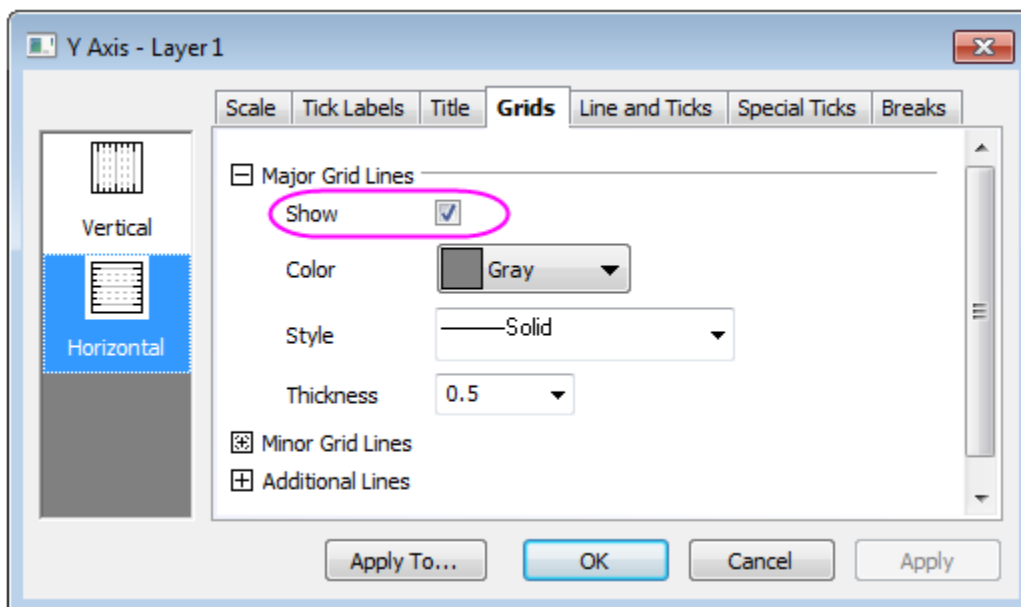 Y Axis - Layer 1
Scale Tick Labels Title Grids Line and Ticks Special Ticks Breaks
Vertical
Horizontal
Major Grid Lines
Show
Color Gray
Style Solid
Thickness 0.5
Minor Grid Lines
Additional Lines
Apply To... OK Cancel Apply